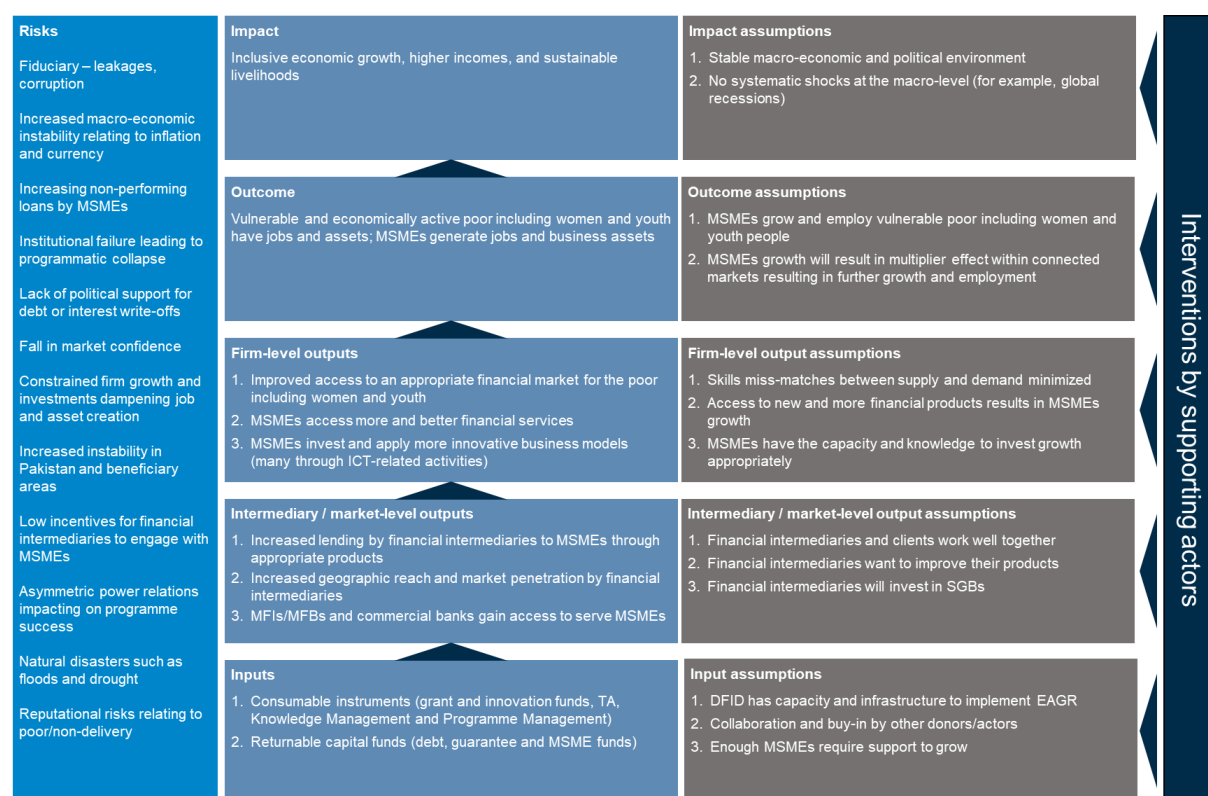 Risks
Fiduciary – leakages,
corruption
Increased macro-economic
instability relating to inflation
and currency
Increasing non-performing
loans by MSMEs
Institutional failure leading to
programmatic collapse
Lack of political support for
debt or interest write-offs
Fall in market confidence
Constrained firm growth and
investments dampening job
and asset creation
Increased instability in
Pakistan and beneficiary
areas
Low incentives for financial
intermediaries to engage with
MSMEs
Asymmetric power relations
impacting on programme
success
Natural disasters such as
floods and drought
Reputational risks relating to
poor/non-delivery
Impact
Inclusive economic growth, higher incomes, and sustainable
livelihoods
Impact assumptions
1. Stable macro-economic and political environment
2. No systematic shocks at the macro-level (for example, global
recessions)
Outcome
Vulnerable and economically active poor including women and youth
have jobs and assets; MSMEs generate jobs and business assets
Outcome assumptions
1. MSMEs grow and employ vulnerable poor including women and
youth people
2. MSMEs growth will result in multiplier effect within connected
markets resulting in further growth and employment
Firm-level outputs
1. Improved access to an appropriate financial market for the poor
including women and youth
2. MSMEs access more and better financial services
3. MSMEs invest and apply more innovative business models
(many through ICT-related activities)
Firm-level output assumptions
1. Skills miss-matches between supply and demand minimized
2. Access to new and more financial products results in MSMEs
growth
3. MSMEs have the capacity and knowledge to invest growth
appropriately
Intermediary / market-level outputs
1. Increased lending by financial intermediaries to MSMEs through
appropriate products
2. Increased geographic reach and market penetration by financial
intermediaries
3. MFIs/MFBs and commercial banks gain access to serve MSMEs
Intermediary / market-level output assumptions
1. Financial intermediaries and clients work well together
2. Financial intermediaries want to improve their products
3. Financial intermediaries will invest in SGBs
Inputs
1. Consumable instruments (grant and innovation funds, TA,
Knowledge Management and Programme Management)
2. Returnable capital funds (debt, guarantee and MSME funds)
Input assumptions
1. DFID has capacity and infrastructure to implement EAGR
2. Collaboration and buy-in by other donors/actors
3. Enough MSMEs require support to grow
Interventions by supporting actors